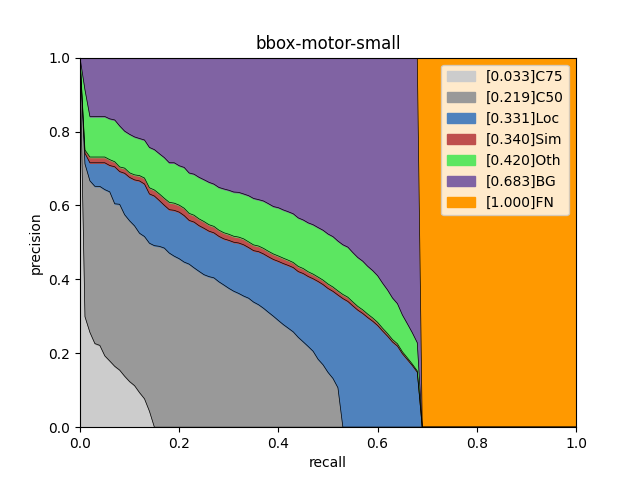 bbox-motor-small
1.0
0.8
0.6
0.4
0.2
0.0
precision
[0.033]C75
[0.219]C50
[0.331]Loc
[0.340]Sim
[0.420]Oth
[0.683]BG
[1.000]FN
0.0 0.2 0.4 0.6 0.8 1.0
recall